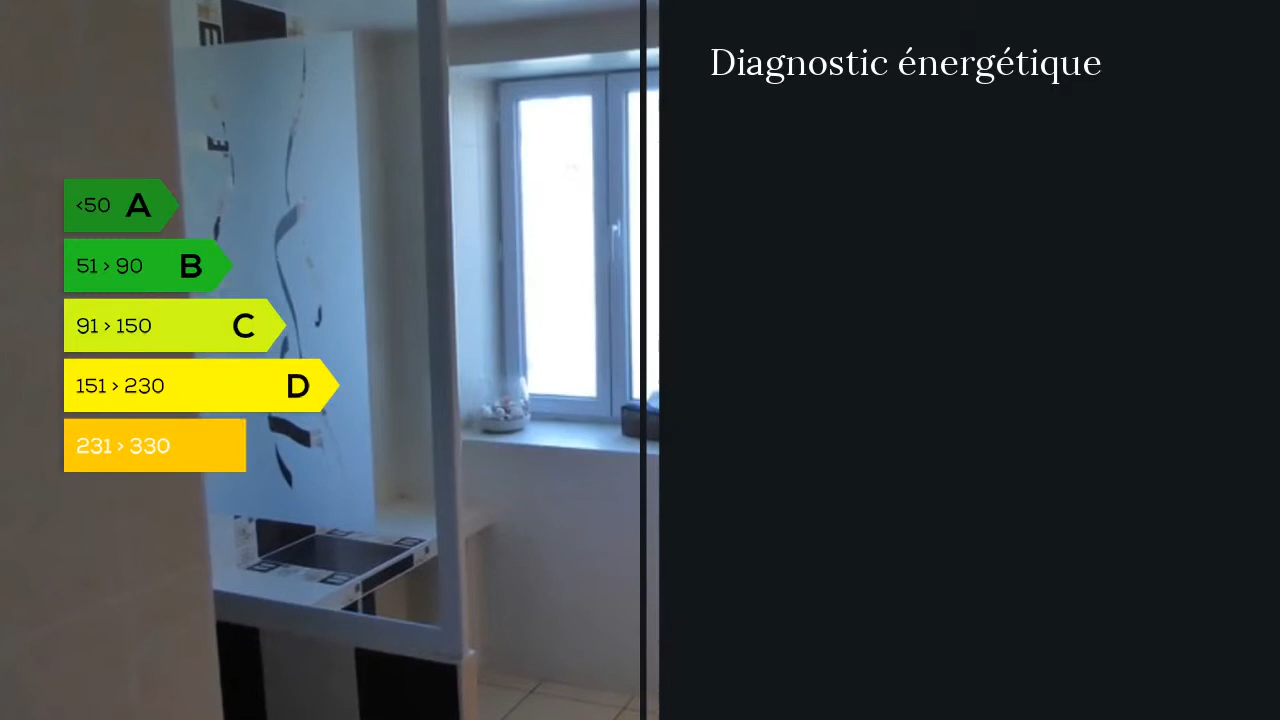 Diagnostic énergétique
<50 A
51 > 90 B
91 > 150 C
151 > 230 D
231 > 330